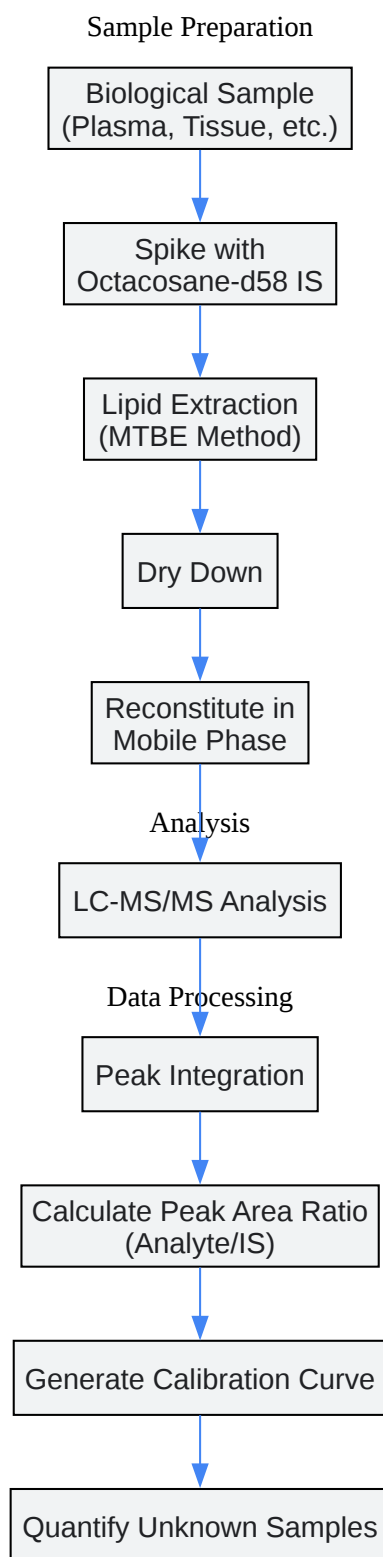 Sample Preparation
Biological Sample
(Plasma, Tissue, etc.)
Spike with
Octacosane-d58 IS
Lipid Extraction
(MTBE Method)
Dry Down
Reconstitute in
Mobile Phase
Analysis
LC-MS/MS Analysis
Data Processing
Peak Integration
Calculate Peak Area Ratio
(Analyte/IS)
Generate Calibration Curve
Quantify Unknown Samples